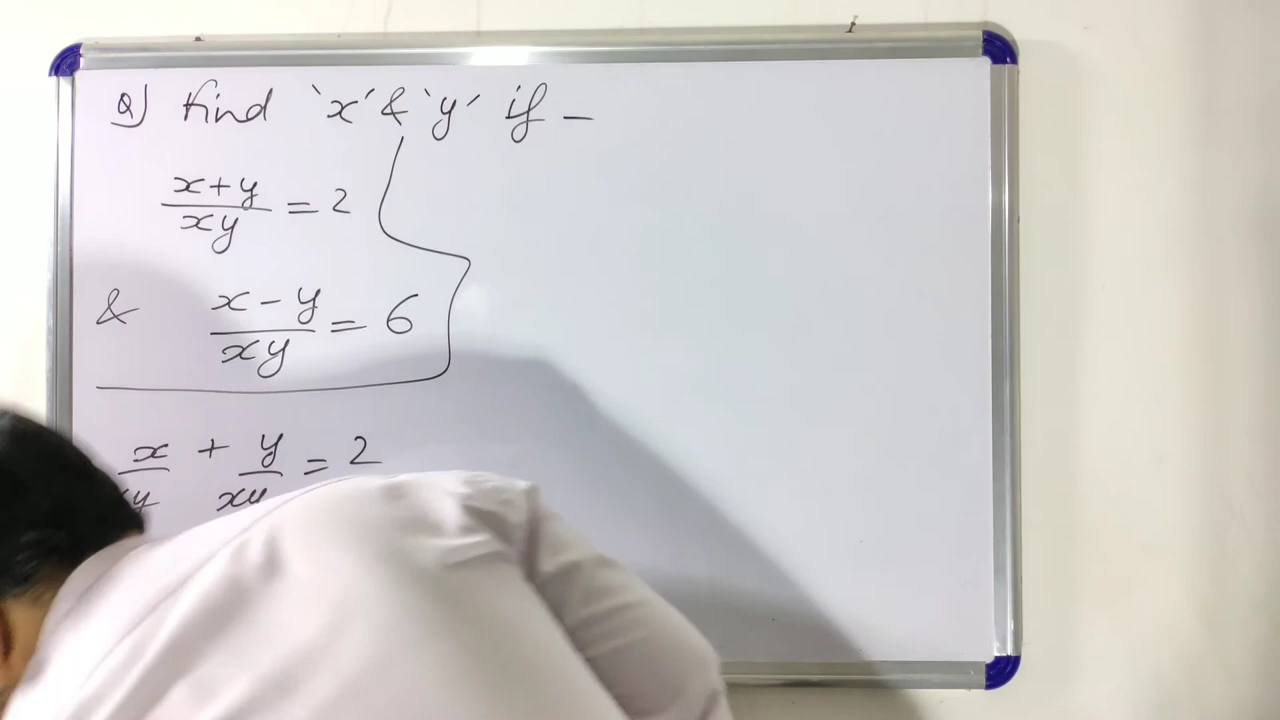 Q) Find 'x' & 'y' if –
x+y/xy = 2
& x-y/xy = 6
x/xy + y/xy = 2